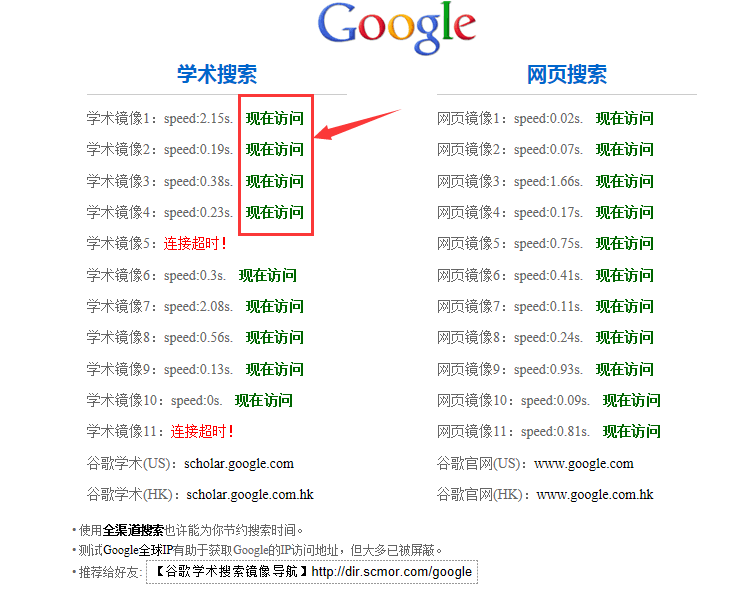 Google
学术搜索
学术镜像1：speed:2.15s. 现在访问
学术镜像2：speed:0.19s. 现在访问
学术镜像3：speed:0.38s. 现在访问
学术镜像4：speed:0.23s. 现在访问
学术镜像5：连接超时！
学术镜像6：speed:0.3s. 现在访问
学术镜像7：speed:2.08s. 现在访问
学术镜像8：speed:0.56s. 现在访问
学术镜像9：speed:0.13s. 现在访问
学术镜像10：speed:0s. 现在访问
学术镜像11：连接超时！
谷歌学术(US)：scholar.google.com
谷歌学术(HK)：scholar.google.com.hk
网页搜索
网页镜像1：speed:0.02s. 现在访问
网页镜像2：speed:0.07s. 现在访问
网页镜像3：speed:1.66s. 现在访问
网页镜像4：speed:0.17s. 现在访问
网页镜像5：speed:0.75s. 现在访问
网页镜像6：speed:0.41s. 现在访问
网页镜像7：speed:0.11s. 现在访问
网页镜像8：speed:0.24s. 现在访问
网页镜像9：speed:0.93s. 现在访问
网页镜像10：speed:0.09s. 现在访问
网页镜像11：speed:0.81s. 现在访问
谷歌官网(US)：www.google.com
谷歌官网(HK)：www.google.com.hk
• 使用全渠道搜索也许能为你节约搜索时间。
• 测试Google全球IP有助于获取Google的IP访问地址，但大多已被屏蔽。
• 推荐给好友: 【谷歌学术搜索镜像导航】http://dir.scmor.com/google